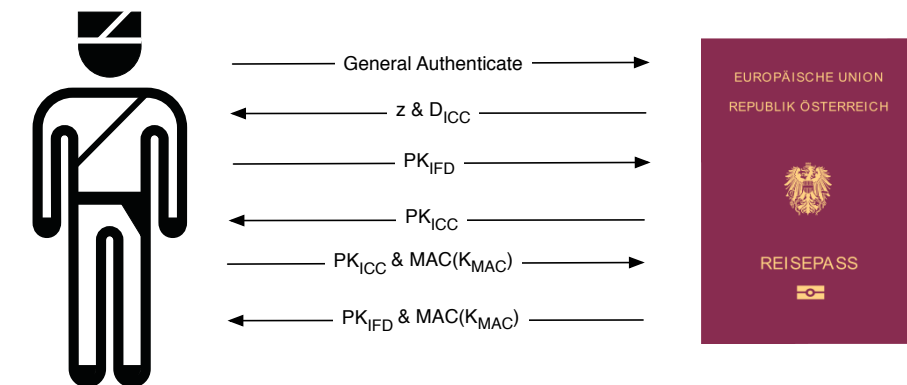 General Authenticate
z & D_ICC
PK_IFD
PK_ICC
PK_ICC & MAC(K_MAC)
PK_IFD & MAC(K_MAC)
EUROPÄISCHE UNION
REPUBLIK ÖSTERREICH
REISEPASS